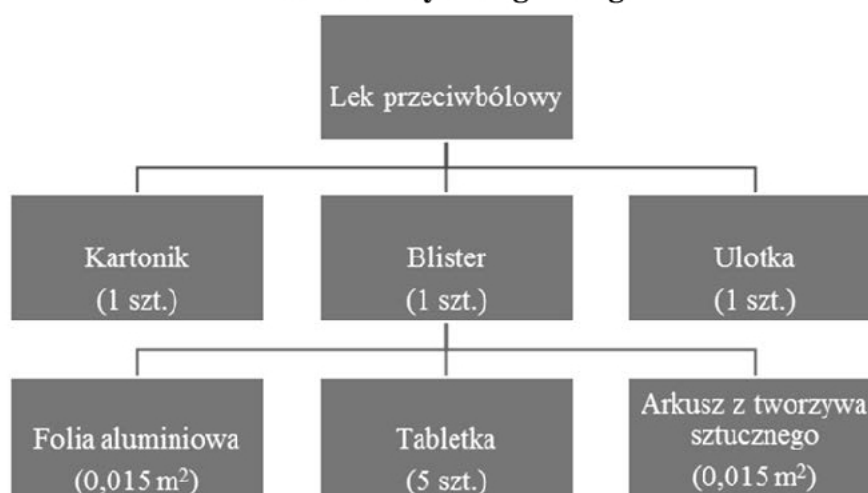 Lek przeciwbólowy
Kartonik
(1 szt.)
Blister
(1 szt.)
Ulotka
(1 szt.)
Folia aluminiowa
(0,015 m²)
Tabletka
(5 szt.)
Arkusz z tworzywa
sztucznego
(0,015 m²)